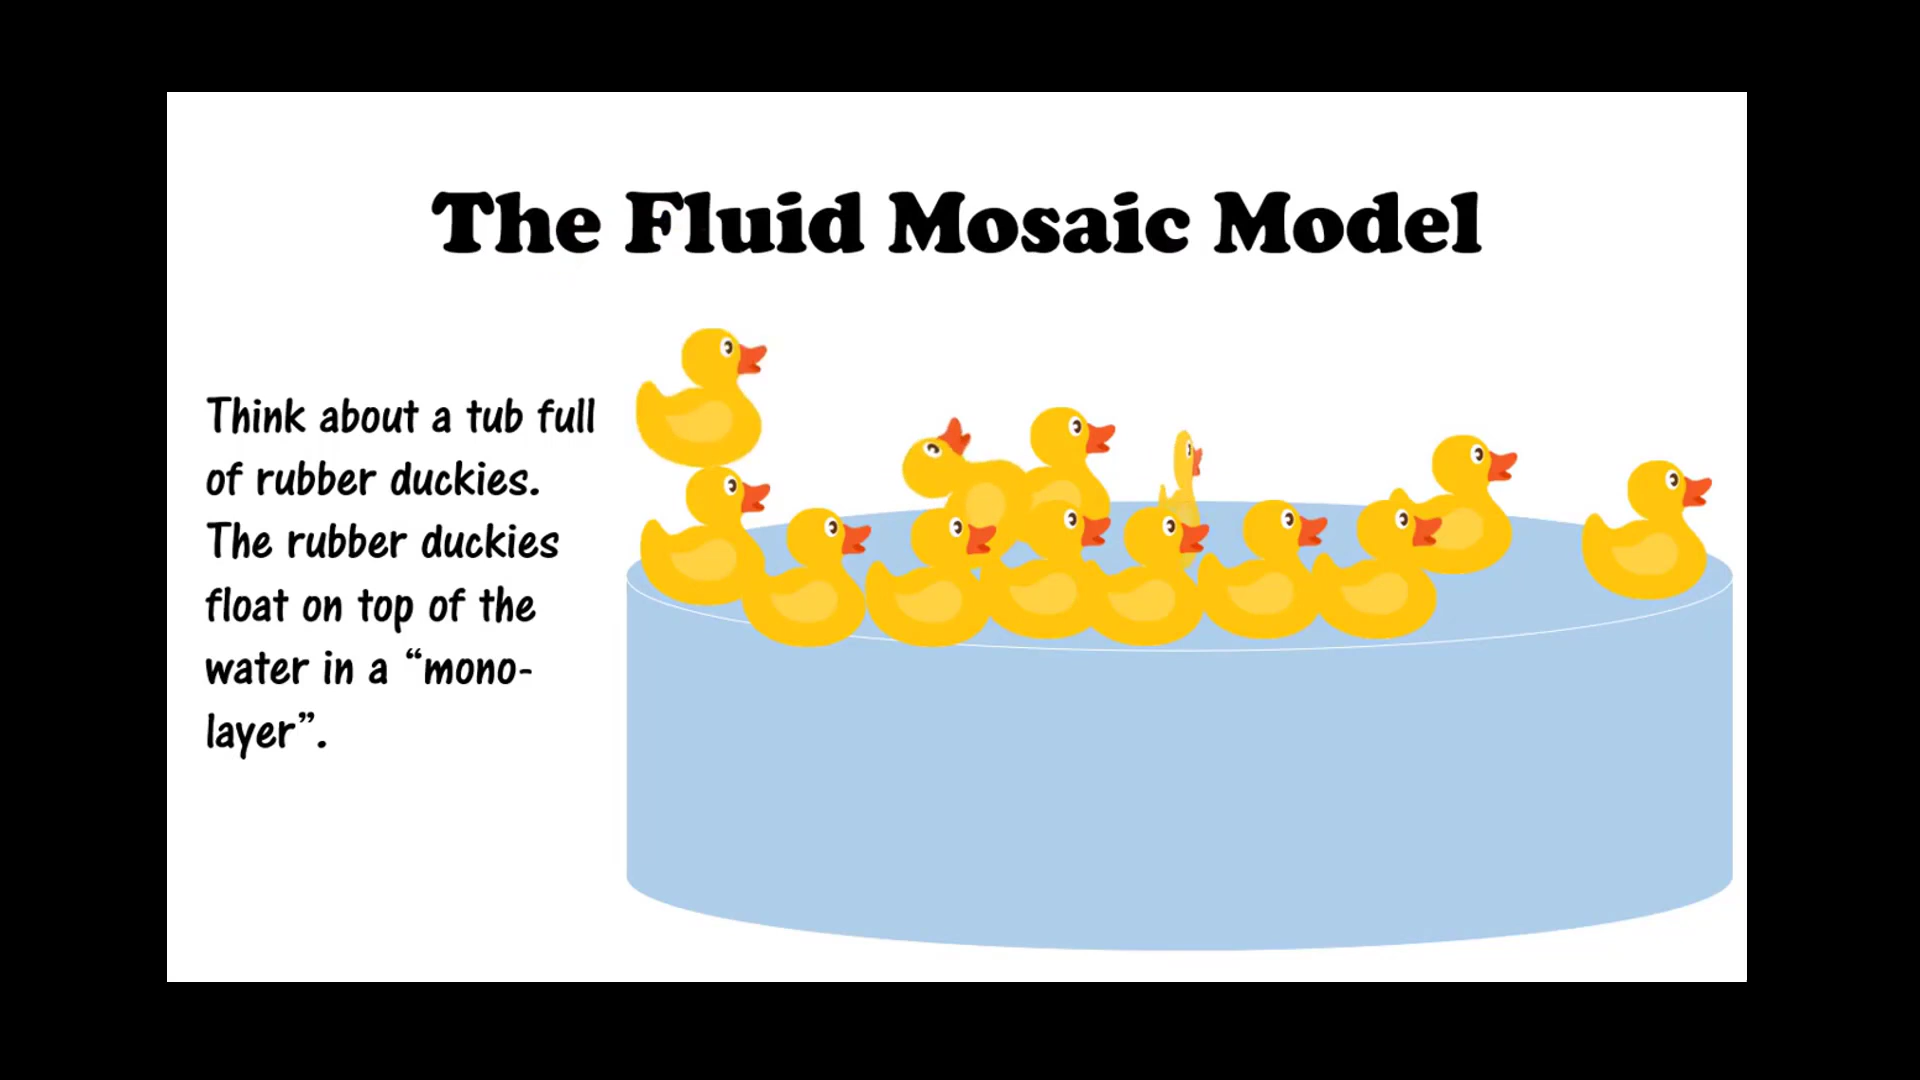 The Fluid Mosaic Model
Think about a tub full
of rubber duckies.
The rubber duckies
float on top of the
water in a “mono-
layer”.